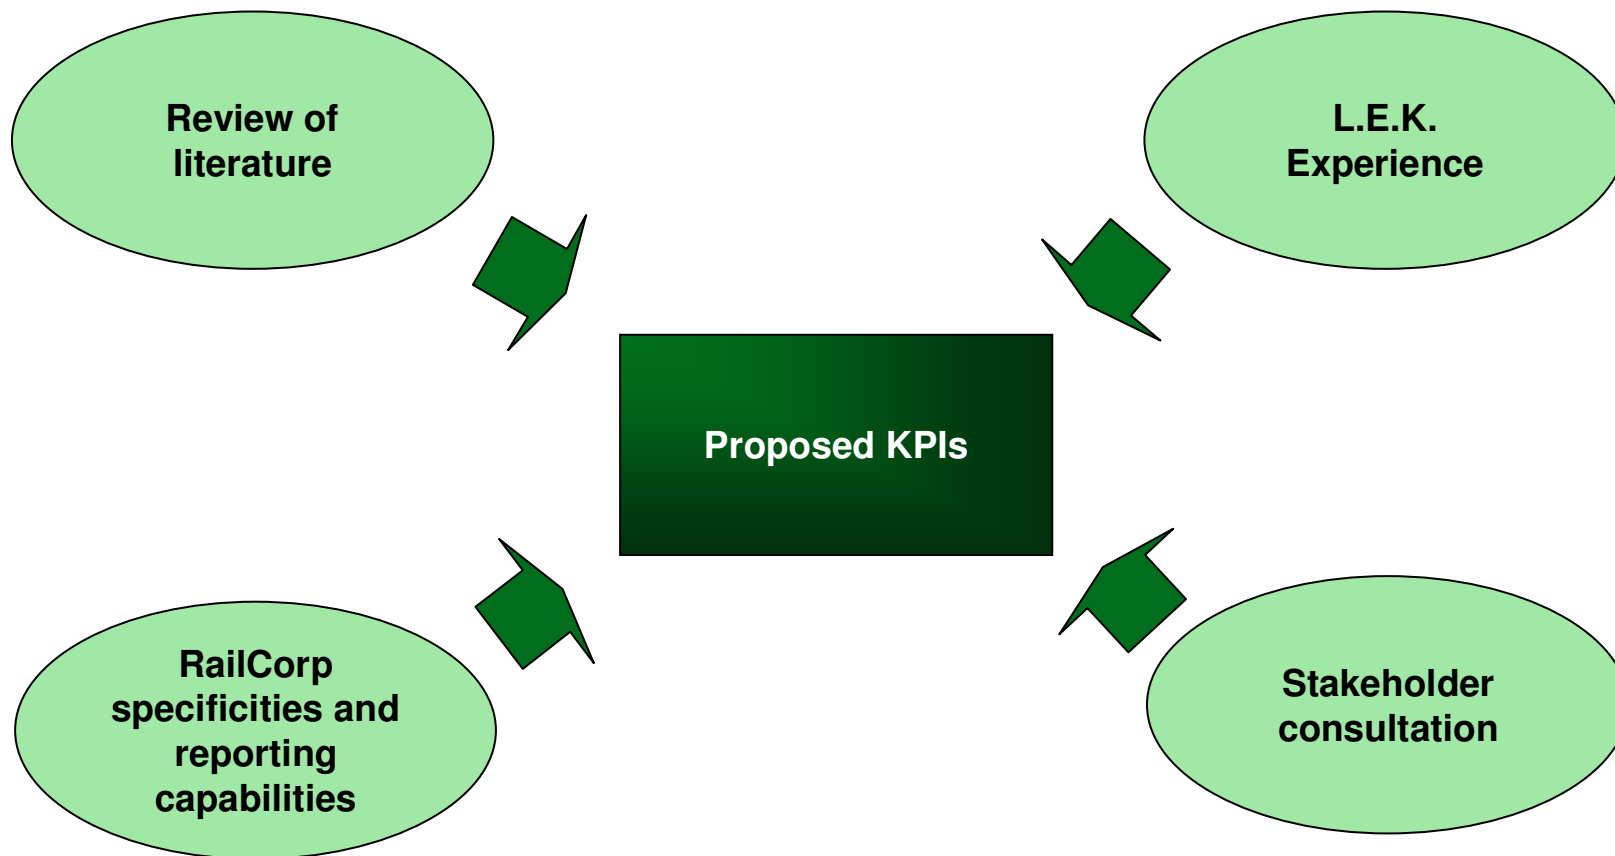 Review of
literature
L.E.K.
Experience
Proposed KPIs
RailCorp
specificities and
reporting
capabilities
Stakeholder
consultation